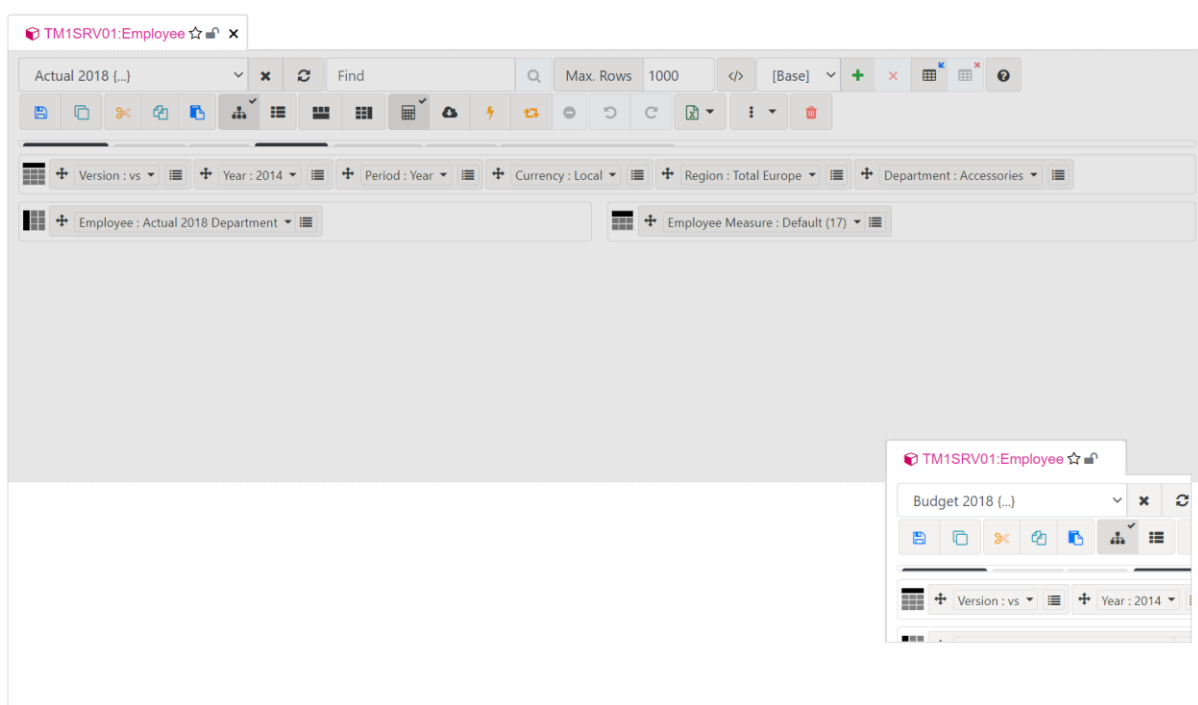 TM1SRV01:Employee
Actual 2018 {...} Find Max. Rows 1000 </> [Base]
Version : vs Year : 2014 Period : Year Currency : Local Region : Total Europe Department : Accessories
Employee : Actual 2018 Department Employee Measure : Default (17)
TM1SRV01:Employee
Budget 2018 {...}
Version : vs Year : 2014